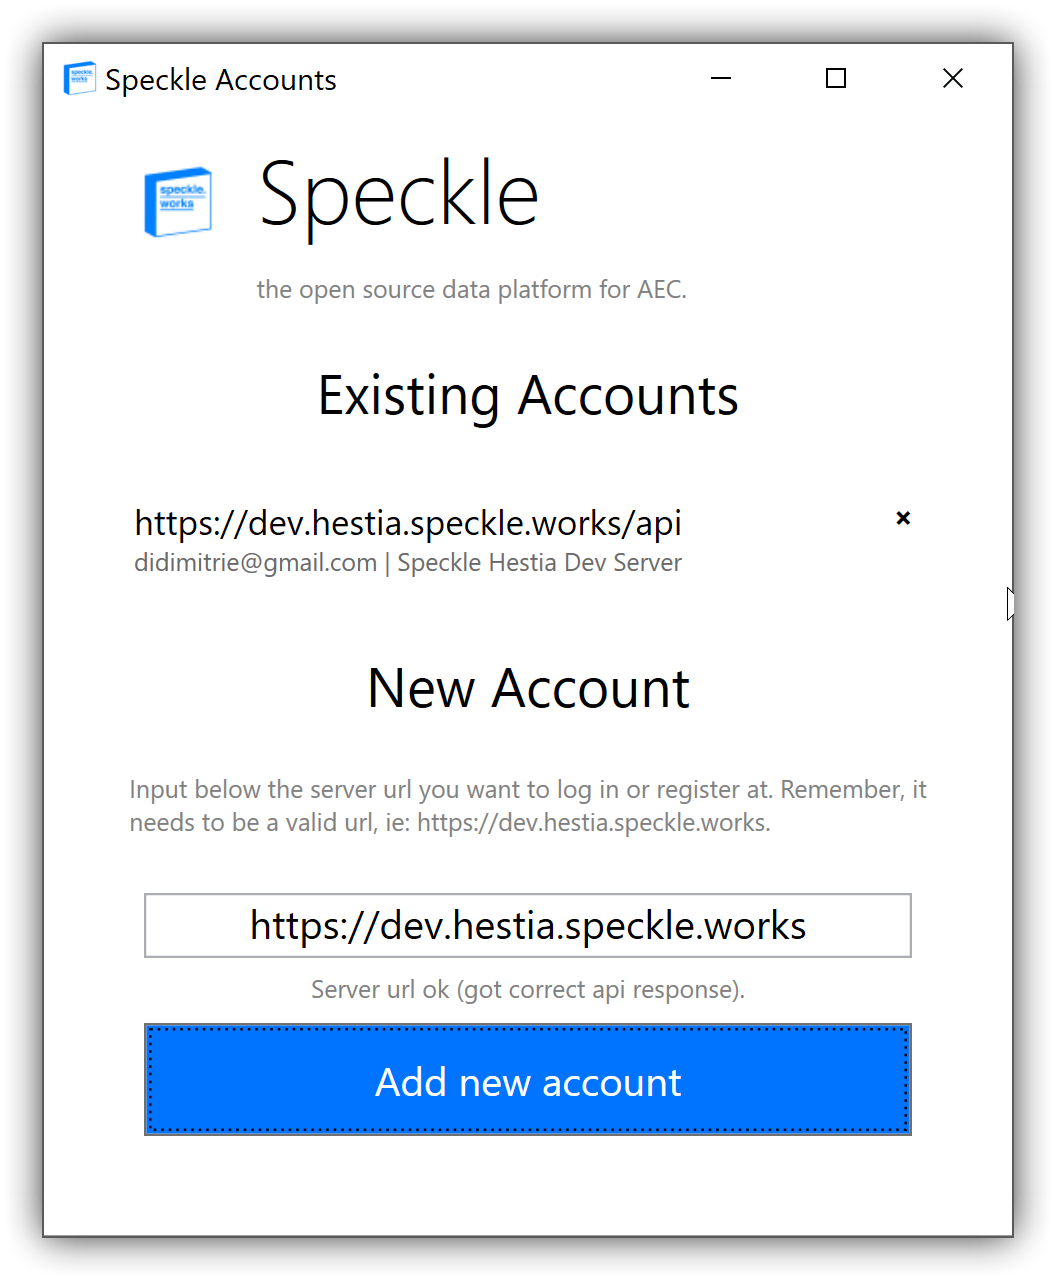 speckle.
works
Speckle Accounts
speckle.
works
Speckle
the open source data platform for AEC.
Existing Accounts
https://dev.hestia.speckle.works/api
didimitrie@gmail.com | Speckle Hestia Dev Server
New Account
Input below the server url you want to log in or register at. Remember, it
needs to be a valid url, ie: https://dev.hestia.speckle.works.
https://dev.hestia.speckle.works
Server url ok (got correct api response).
Add new account